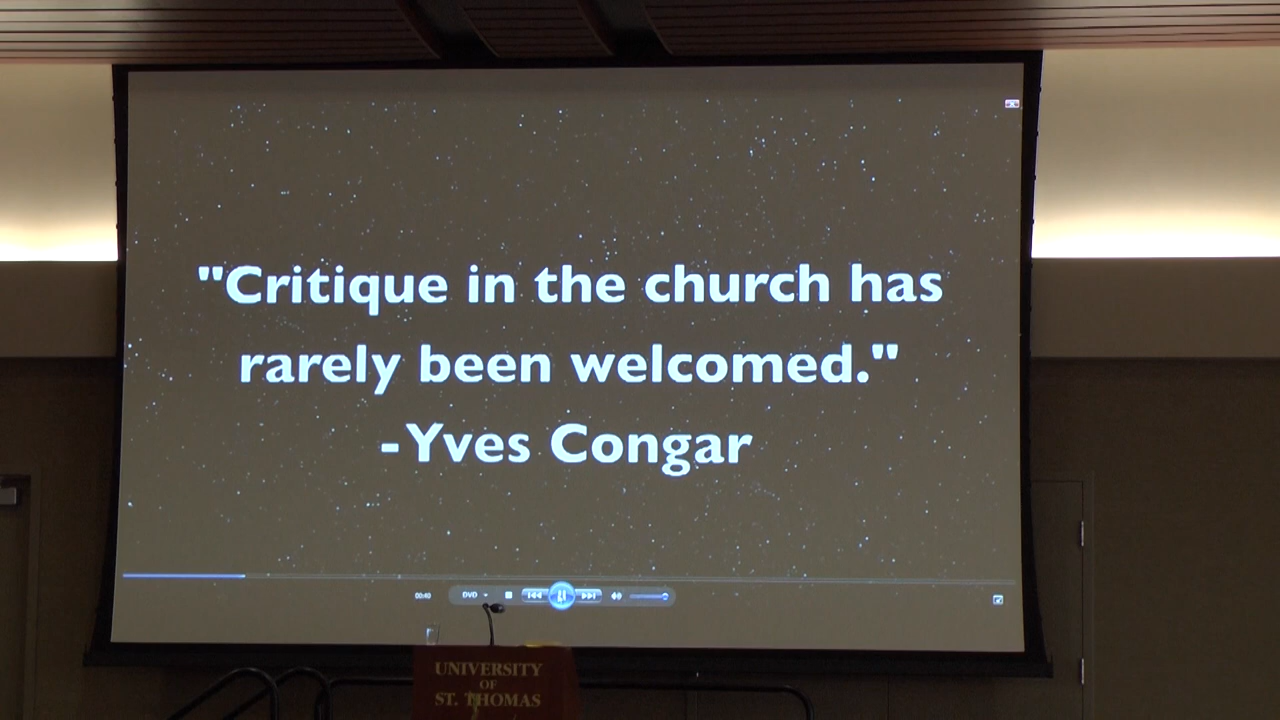 "Critique in the church has
rarely been welcomed."
-Yves Congar
00:40
DVD
UNIVERSITY
OF
ST. THOMAS